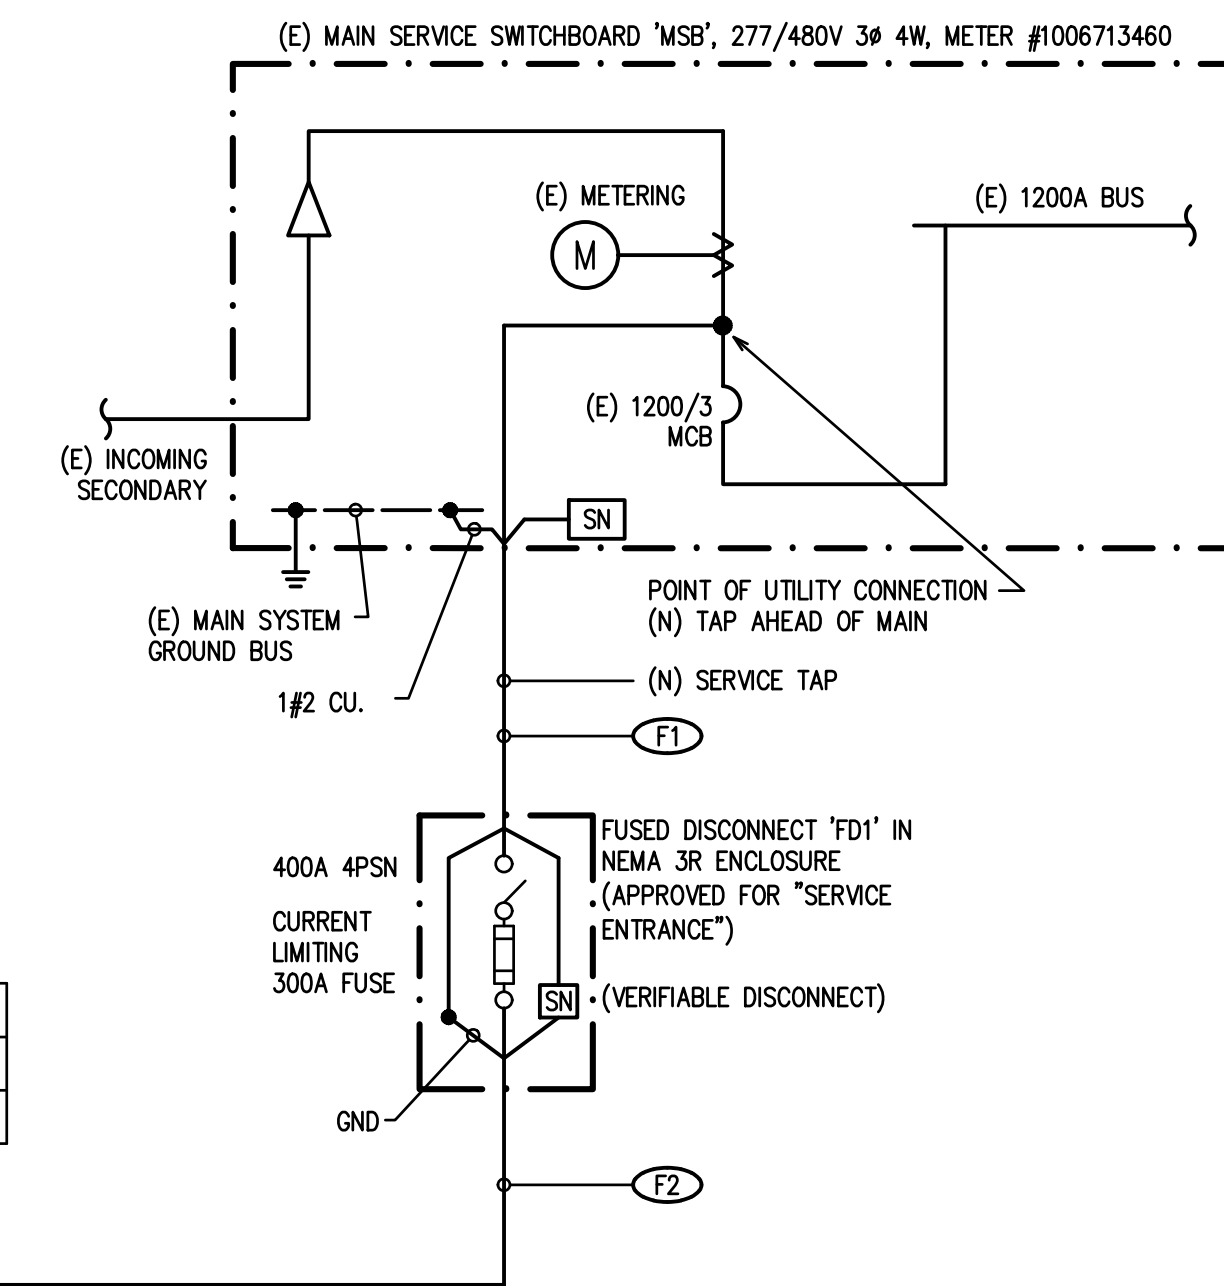 (E) MAIN SERVICE SWITCHBOARD 'MSB', 277/480V 3ø 4W, METER #1006713460
(E) METERING
M
(E) 1200A BUS
(E) 1200/3
MCB
(E) INCOMING
SECONDARY
SN
POINT OF UTILITY CONNECTION
(N) TAP AHEAD OF MAIN
(E) MAIN SYSTEM
GROUND BUS
1#2 CU.
(N) SERVICE TAP
F1
400A 4PSN
CURRENT
LIMITING
300A FUSE
FUSED DISCONNECT 'FD1' IN
NEMA 3R ENCLOSURE
(APPROVED FOR "SERVICE
ENTRANCE")
SN
(VERIFIABLE DISCONNECT)
GND
F2